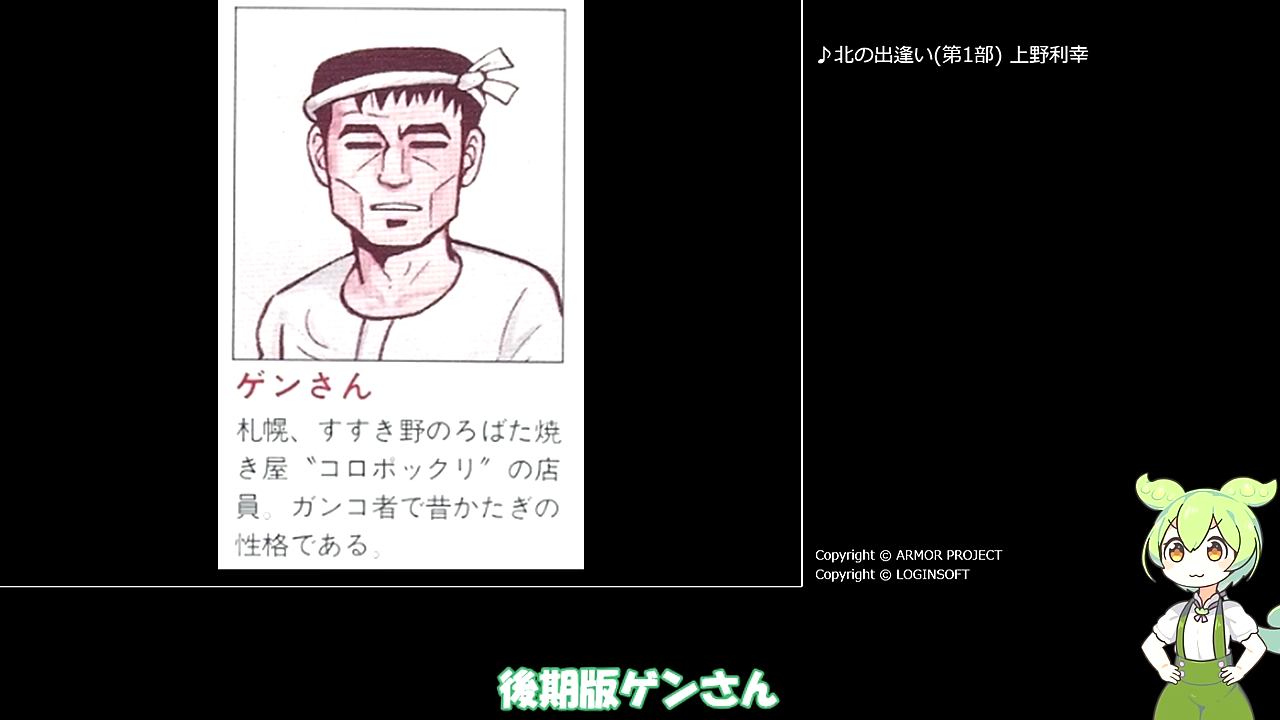 ♪北の出逢い(第1部) 上野利幸
ゲンさん
札幌、すすき野のろばた焼
き屋〝コロポックリ〟の店
員。ガンコ者で昔かたぎの
性格である。
Copyright © ARMOR PROJECT
Copyright © LOGINSOFT
後期版ゲンさん